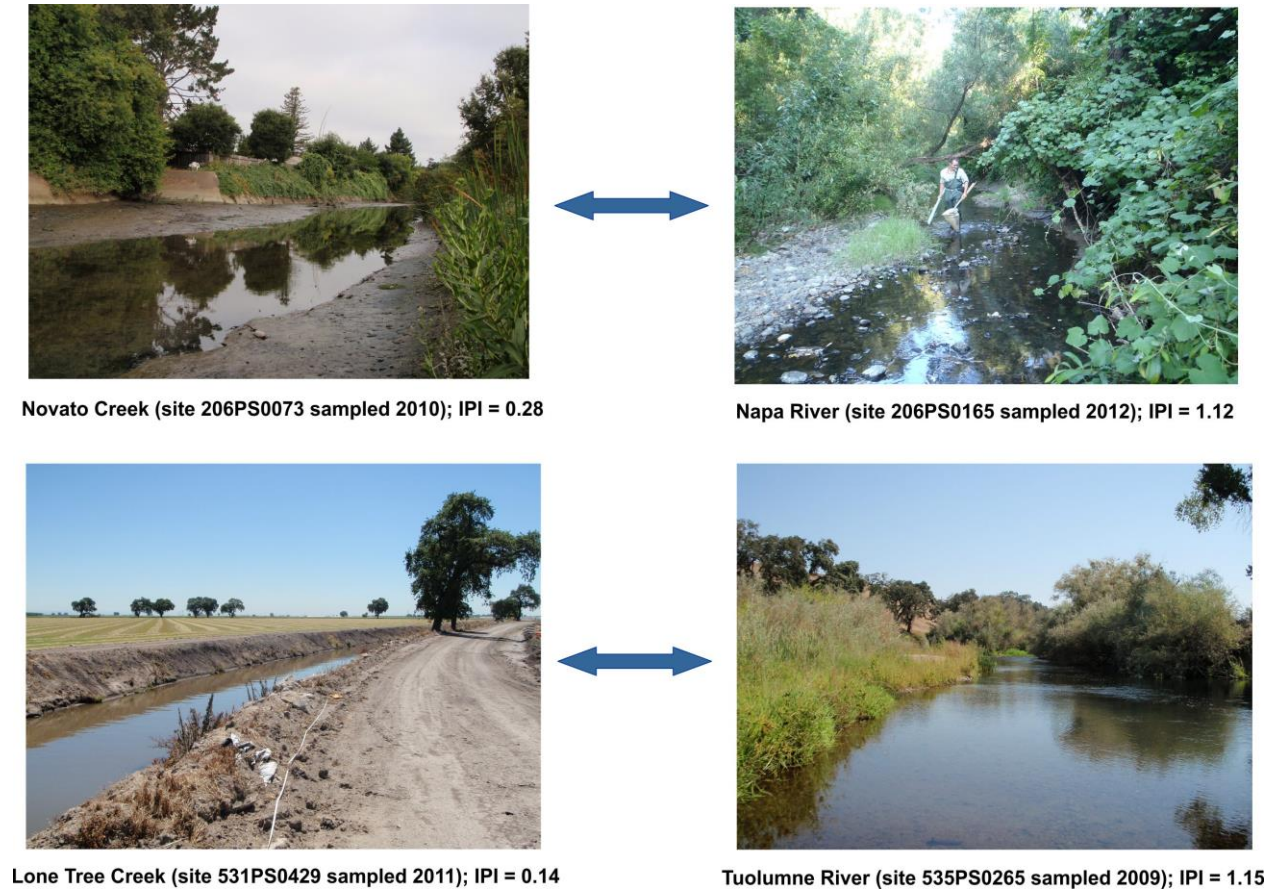 Novato Creek (site 206PS0073 sampled 2010); IPI = 0.28
Napa River (site 206PS0165 sampled 2012); IPI = 1.12
Lone Tree Creek (site 531PS0429 sampled 2011); IPI = 0.14
Tuolumne River (site 535PS0265 sampled 2009); IPI = 1.15